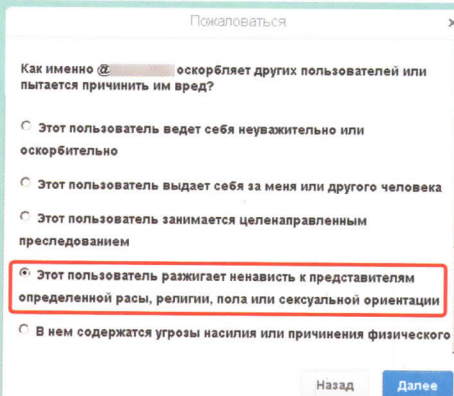 Пожаловаться
Как именно @ оскорбляет других пользователей или
пытается причинить им вред?
Этот пользователь ведет себя неуважительно или
оскорбительно
Этот пользователь выдает себя за меня или другого человека
Этот пользователь занимается целенаправленным
преследованием
Этот пользователь разжигает ненависть к представителям
определенной расы, религии, пола или сексуальной ориентации
В нем содержатся угрозы насилия или причинения физического
Назад Далее